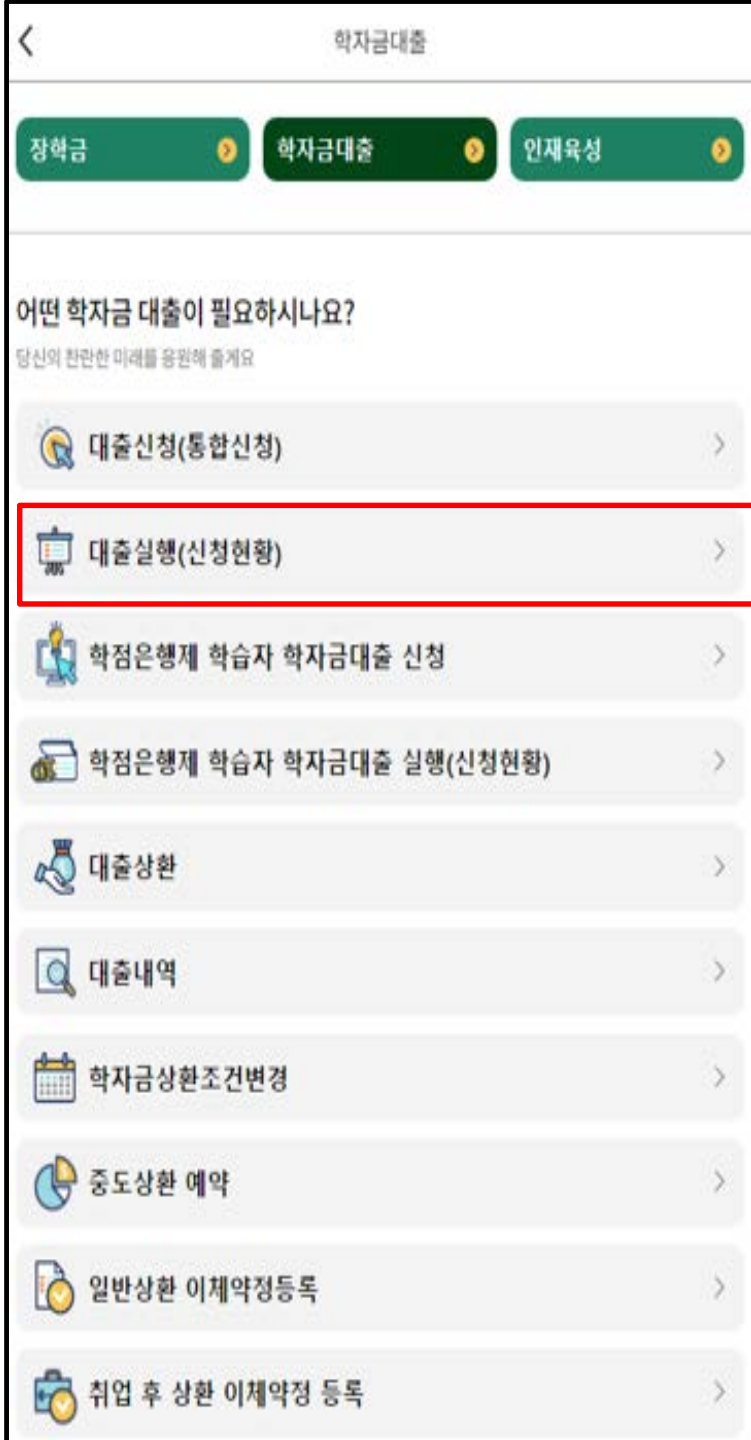 학자금대출
장학금
학자금대출
인재육성
어떤 학자금 대출이 필요하시나요?
당신의 찬란한 미래를 응원해 줄게요
대출신청(통합신청)
대출실행(신청현황)
학점은행제 학습자 학자금대출 신청
학점은행제 학습자 학자금대출 실행(신청현황)
대출상환
대출내역
학자금상환조건변경
중도상환 예약
일반상환 이체약정등록
취업 후 상환 이체약정 등록